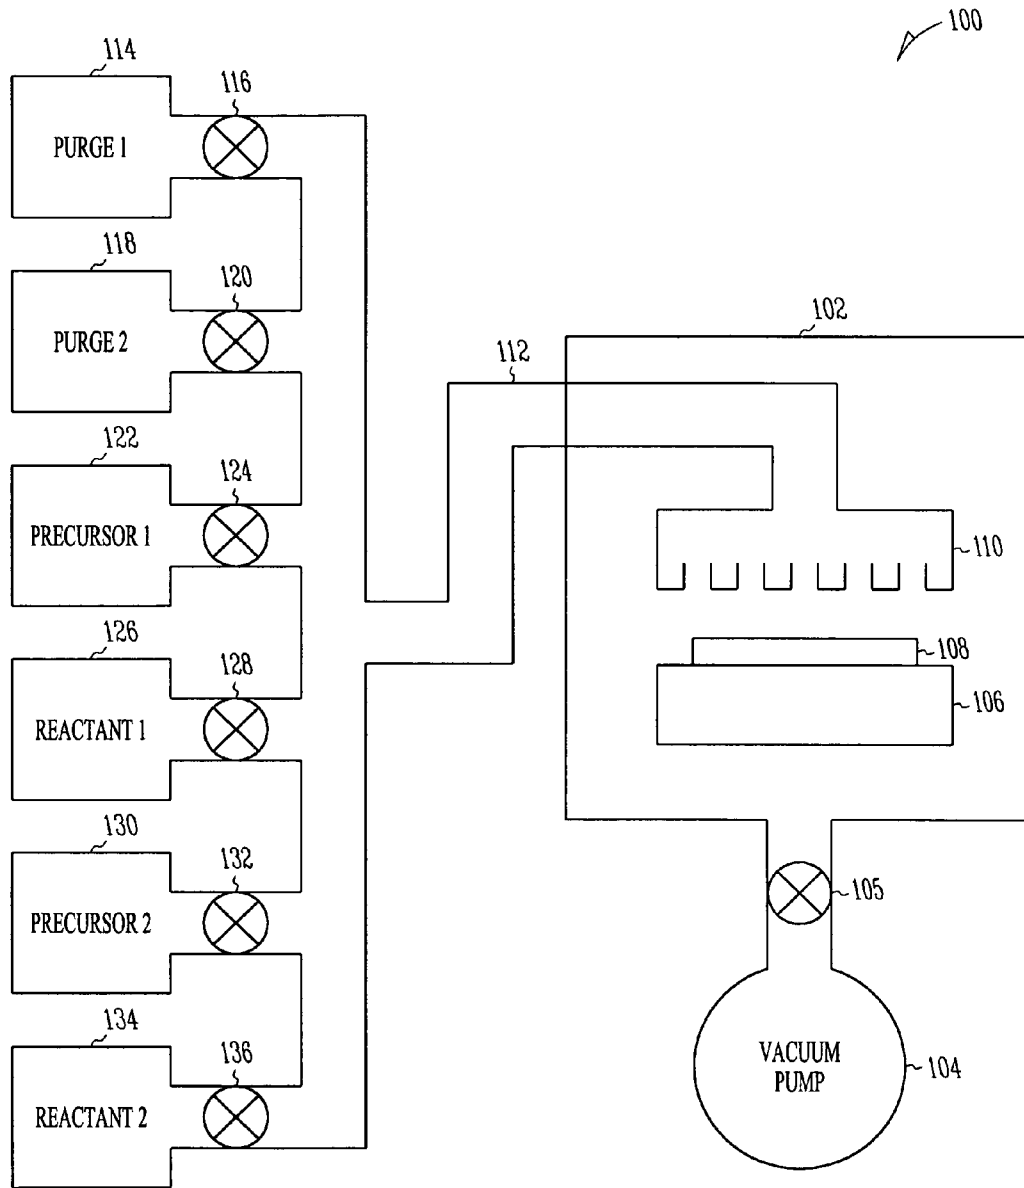 100
114
116
PURGE 1
118
120
PURGE 2
102
112
122
124
PRECURSOR 1
110
126
128
REACTANT 1
108
106
130
132
PRECURSOR 2
105
134
136
REACTANT 2
VACUUM
PUMP
104